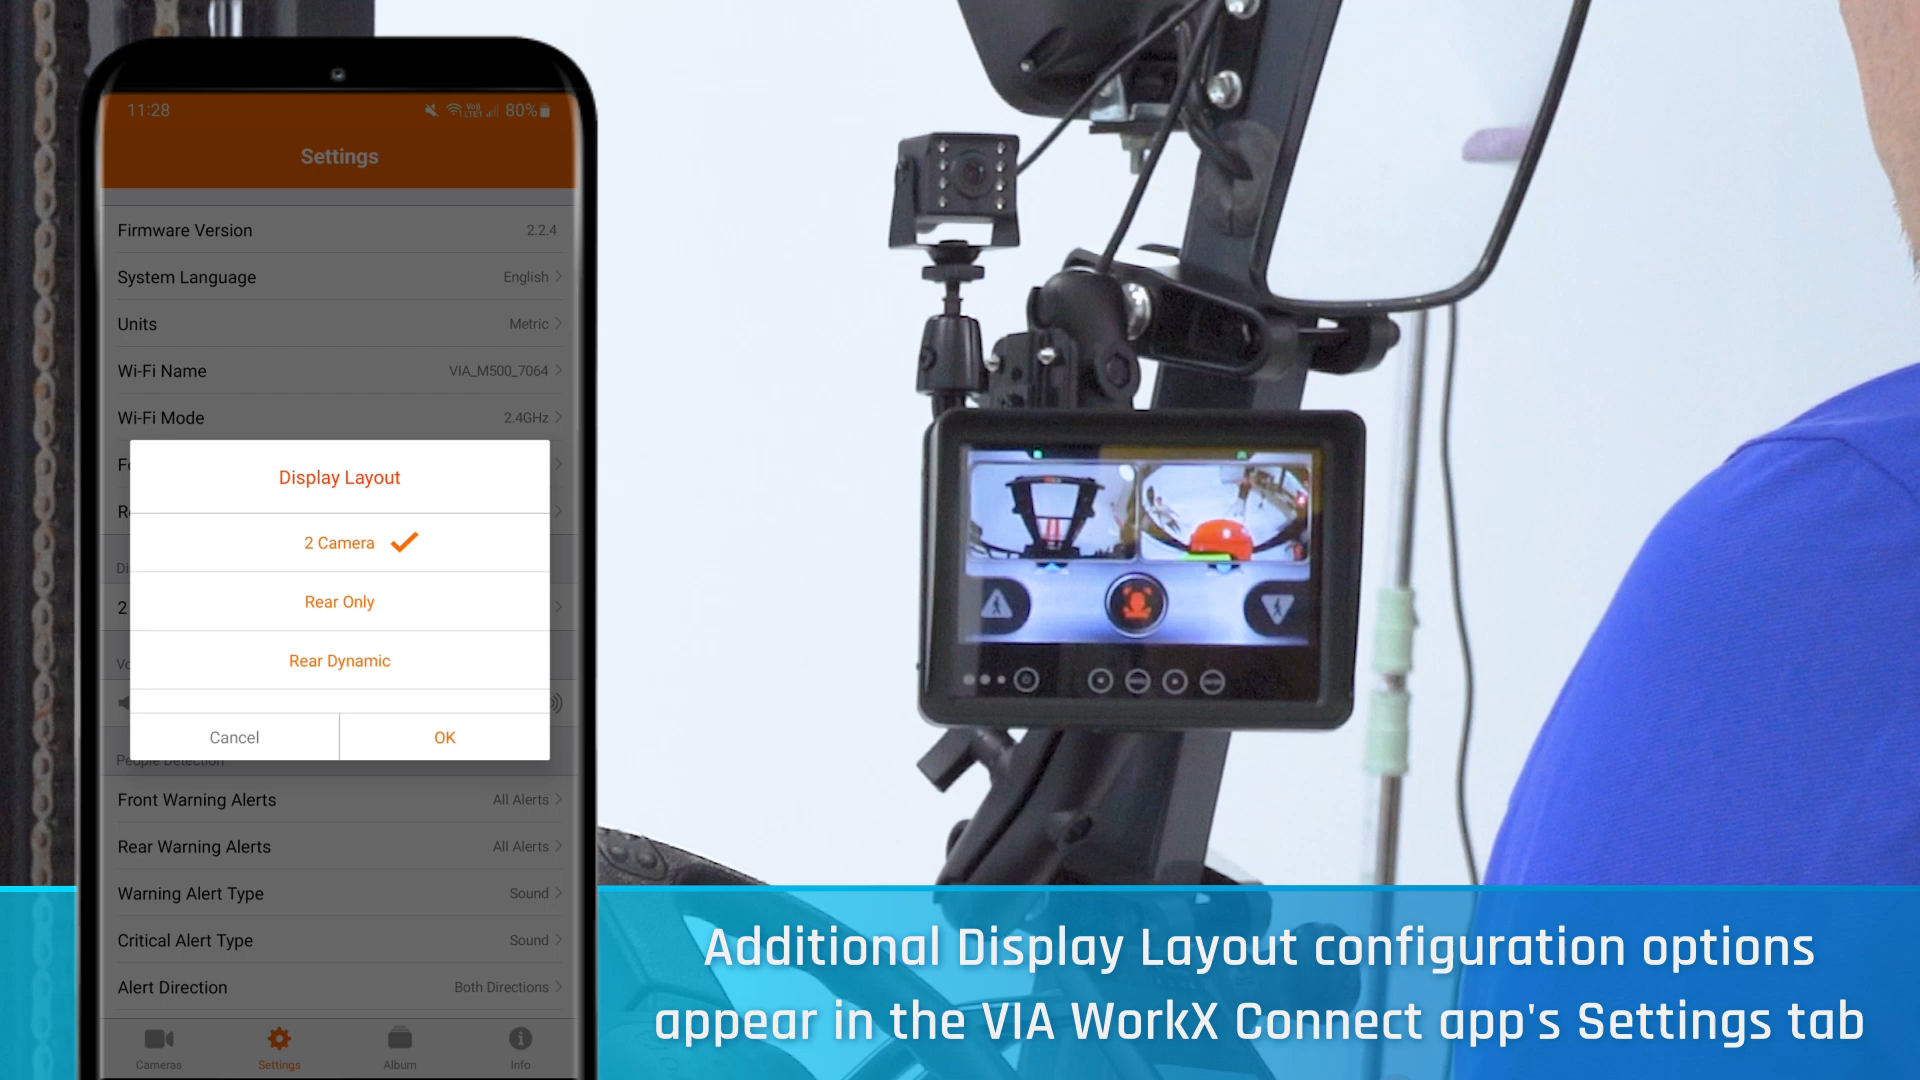 11:28
80%
Settings
Firmware Version 2.2.4
System Language English
Units Metric
Wi-Fi Name VIA_M500_7064
Wi-Fi Mode 2.4GHz
Display Layout
2 Camera
Rear Only
Rear Dynamic
2
Cancel OK
People Detection
Front Warning Alerts All Alerts
Rear Warning Alerts All Alerts
Warning Alert Type Sound
Critical Alert Type Sound
Alert Direction Both Directions
Cameras Settings Album Info
Additional Display Layout configuration options
appear in the VIA WorkX Connect app's Settings tab